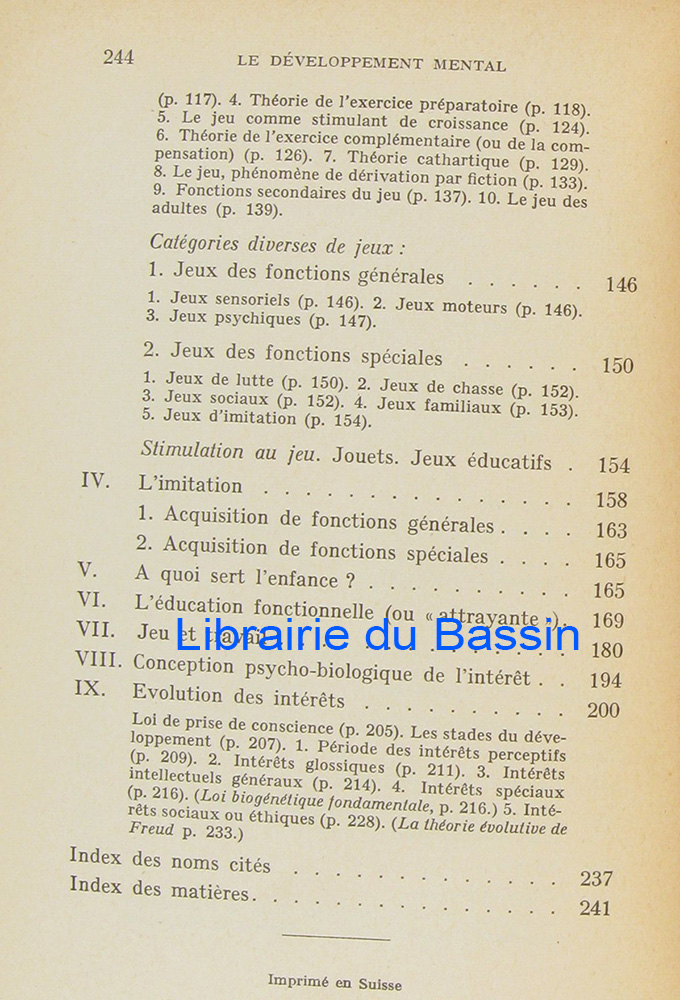 244 LE DÉVELOPPEMENT MENTAL
(p. 117). 4. Théorie de l'exercice préparatoire (p. 118).
5. Le jeu comme stimulant de croissance (p. 124).
6. Théorie de l'exercice complémentaire (ou de la com-
pensation) (p. 126). 7. Théorie cathartique (p. 129).
8. Le jeu, phénomène de dérivation par fiction (p. 133).
9. Fonctions secondaires du jeu (p. 137). 10. Le jeu des
adultes (p. 139).
Catégories diverses de jeux :
1. Jeux des fonctions générales . . . . . . 146
1. Jeux sensoriels (p. 146). 2. Jeux moteurs (p. 146).
3. Jeux psychiques (p. 147).
2. Jeux des fonctions spéciales . . . . . . 150
1. Jeux de lutte (p. 150). 2. Jeux de chasse (p. 152).
3. Jeux sociaux (p. 152). 4. Jeux familiaux (p. 153).
5. Jeux d'imitation (p. 154).
Stimulation au jeu. Jouets. Jeux éducatifs . 154
IV. L'imitation . . . . . . . . . . . . . . . 158
1. Acquisition de fonctions générales . . . . 163
2. Acquisition de fonctions spéciales . . . . 165
V. A quoi sert l'enfance ? . . . . . . . . . . 165
VI. L'éducation fonctionnelle (ou « attrayante »). 169
VII. Jeu et travail . . . . . . . . . . . . . . 180
Librairie du Bassin
VIII. Conception psycho-biologique de l'intérêt . . 194
IX. Evolution des intérêts . . . . . . . . . . 200
Loi de prise de conscience (p. 205). Les stades du déve-
loppement (p. 207). 1. Période des intérêts perceptifs
(p. 209). 2. Intérêts glossiques (p. 211). 3. Intérêts
intellectuels généraux (p. 214). 4. Intérêts spéciaux
(p. 216). (Loi biogénétique fondamentale, p. 216.) 5. Inté-
rêts sociaux ou éthiques (p. 228). (La théorie évolutive de
Freud p. 233.)
Index des noms cités . . . . . . . . . . . . . 237
Index des matières. . . . . . . . . . . . . . . 241
Imprimé en Suisse